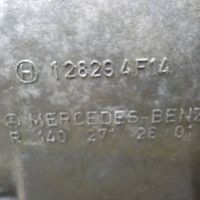 H 128294F14
MERCEDES-BENZ
R 140 271 26 01